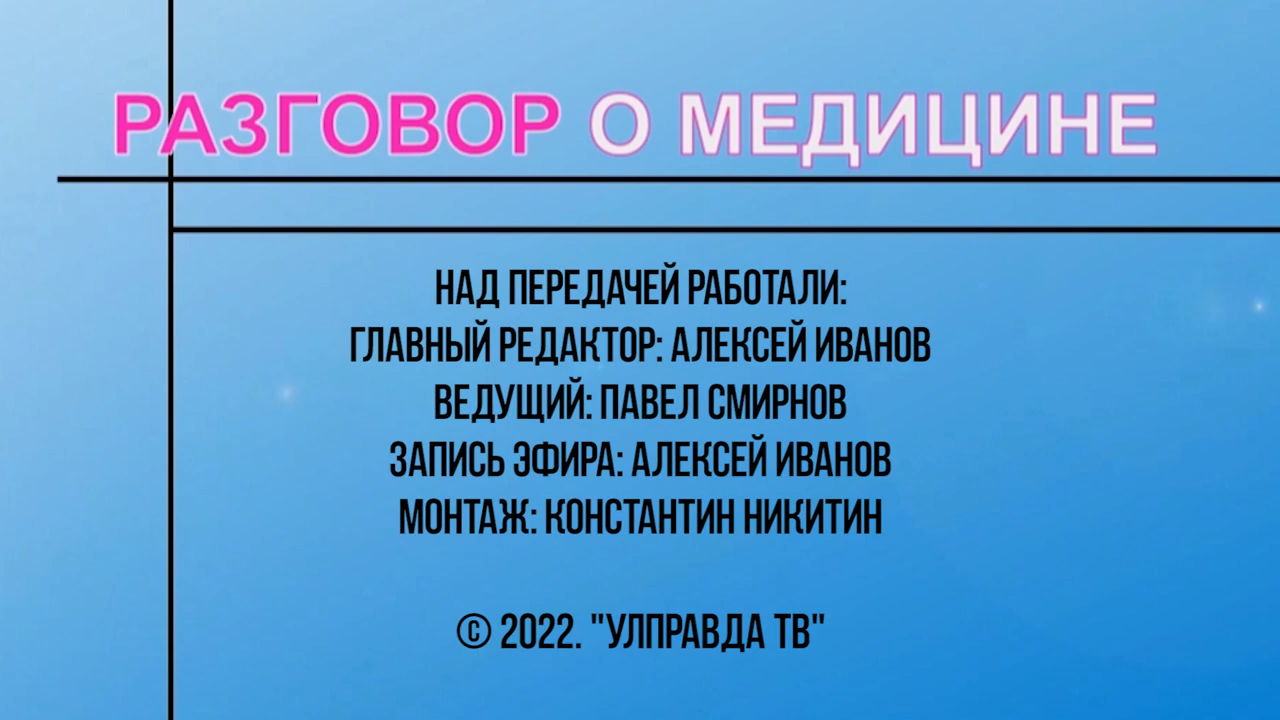 РАЗГОВОР О МЕДИЦИНЕ
НАД ПЕРЕДАЧЕЙ РАБОТАЛИ:
ГЛАВНЫЙ РЕДАКТОР: АЛЕКСЕЙ ИВАНОВ
ВЕДУЩИЙ: ПАВЕЛ СМИРНОВ
ЗАПИСЬ ЭФИРА: АЛЕКСЕЙ ИВАНОВ
МОНТАЖ: КОНСТАНТИН НИКИТИН
© 2022. "УЛПРАВДА ТВ"